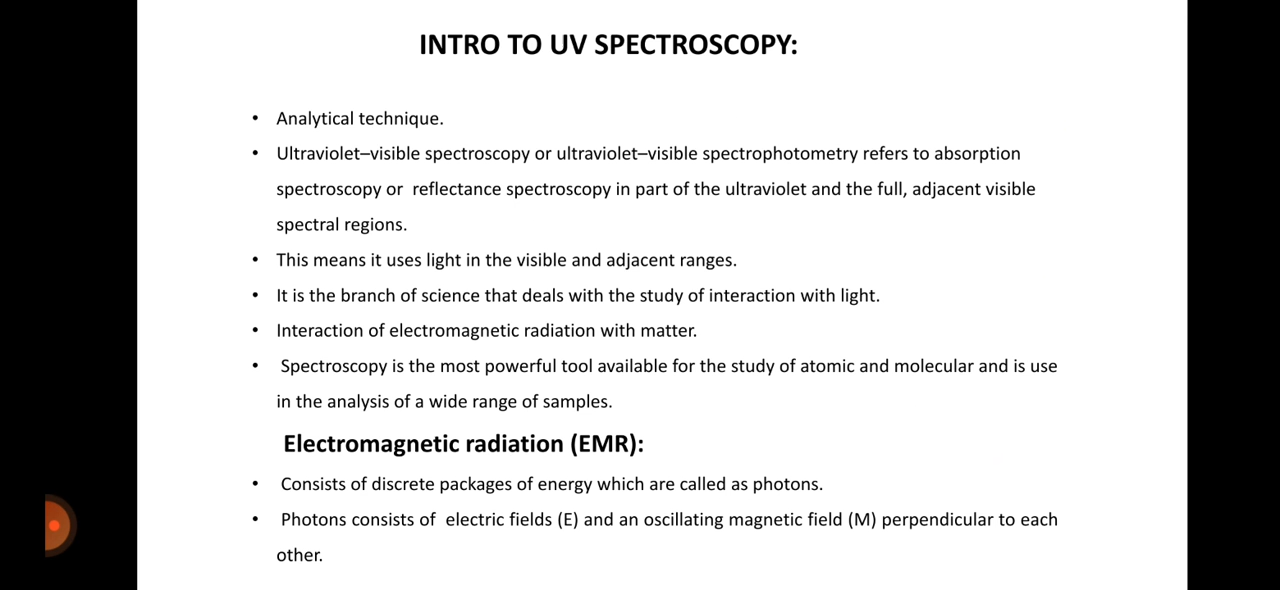 INTRO TO UV SPECTROSCOPY:
• Analytical technique.
• Ultraviolet–visible spectroscopy or ultraviolet–visible spectrophotometry refers to absorption
spectroscopy or reflectance spectroscopy in part of the ultraviolet and the full, adjacent visible
spectral regions.
• This means it uses light in the visible and adjacent ranges.
• It is the branch of science that deals with the study of interaction with light.
• Interaction of electromagnetic radiation with matter.
• Spectroscopy is the most powerful tool available for the study of atomic and molecular and is use
in the analysis of a wide range of samples.
Electromagnetic radiation (EMR):
• Consists of discrete packages of energy which are called as photons.
• Photons consists of electric fields (E) and an oscillating magnetic field (M) perpendicular to each
other.